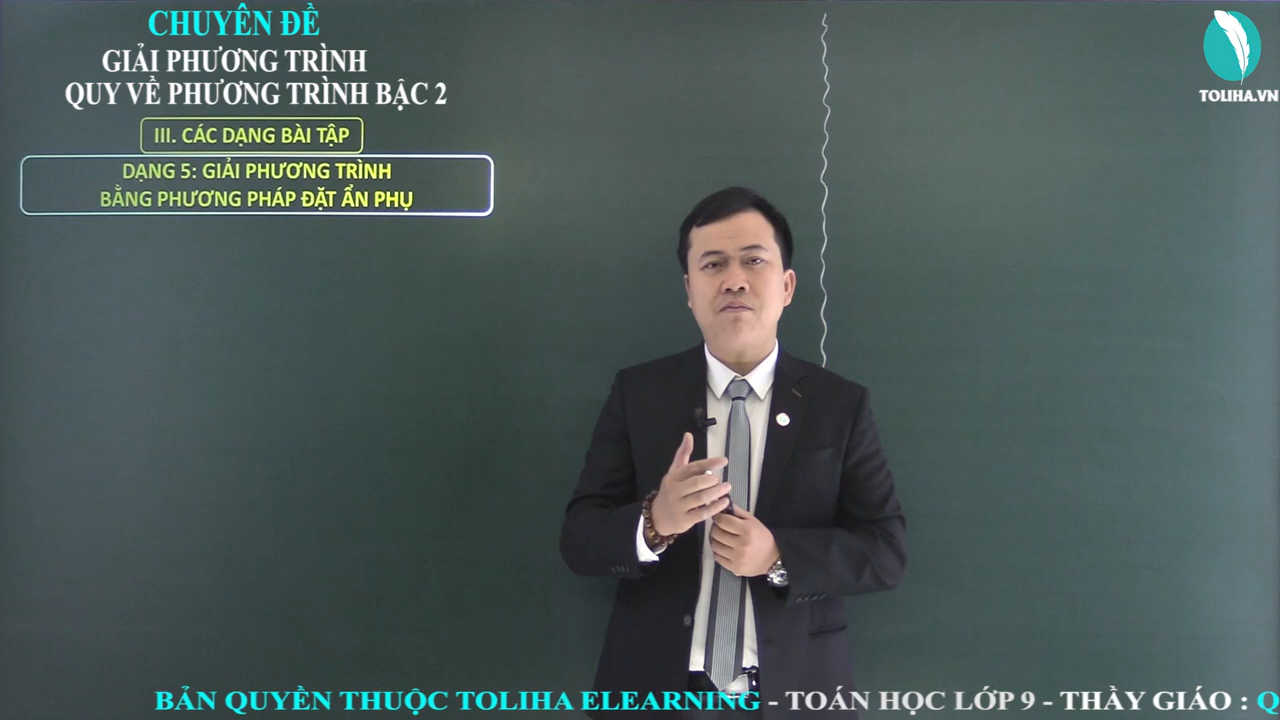 CHUYÊN ĐỀ
GIẢI PHƯƠNG TRÌNH
QUY VỀ PHƯƠNG TRÌNH BẬC 2
III. CÁC DẠNG BÀI TẬP
DẠNG 5: GIẢI PHƯƠNG TRÌNH
BẰNG PHƯƠNG PHÁP ĐẶT ẨN PHỤ
TOLIHA.VN
BẢN QUYỀN THUỘC TOLIHA ELEARNING - TOÁN HỌC LỚP 9 - THẦY GIÁO : Q